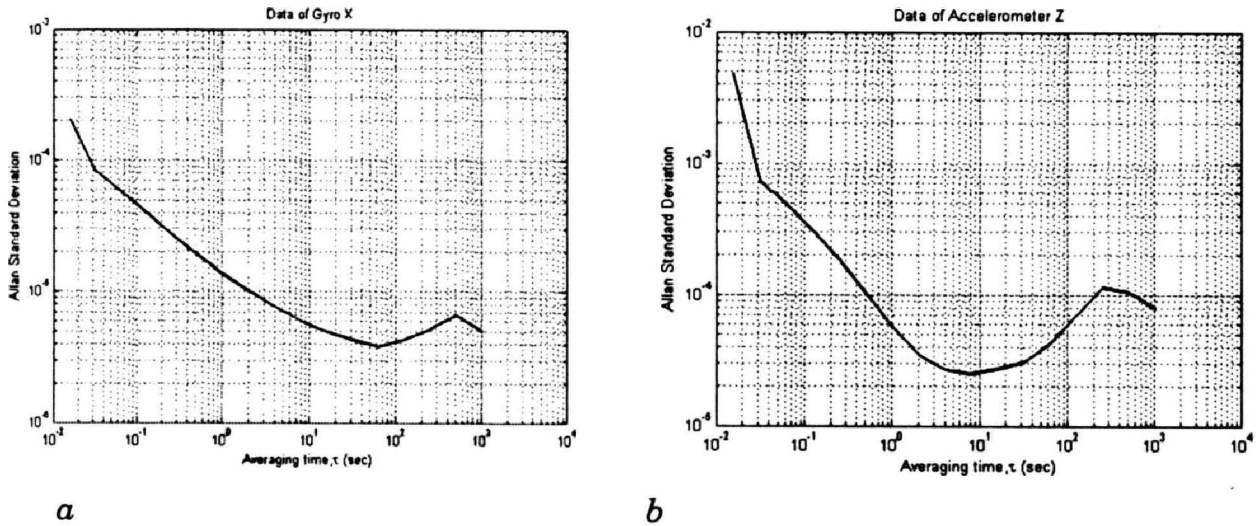 Data of Gyro X
Allan Standard Deviation
10^-3
10^-4
10^-5
10^-6
10^-2
10^-1
10^0
10^1
10^2
10^3
10^4
Averaging time,τ (sec)
a
Data of Accelerometer Z
Allan Standard Deviation
10^-2
10^-3
10^-4
10^-5
10^-6
10^-2
10^-1
10^0
10^1
10^2
10^3
10^4
Averaging time,τ (sec)
b